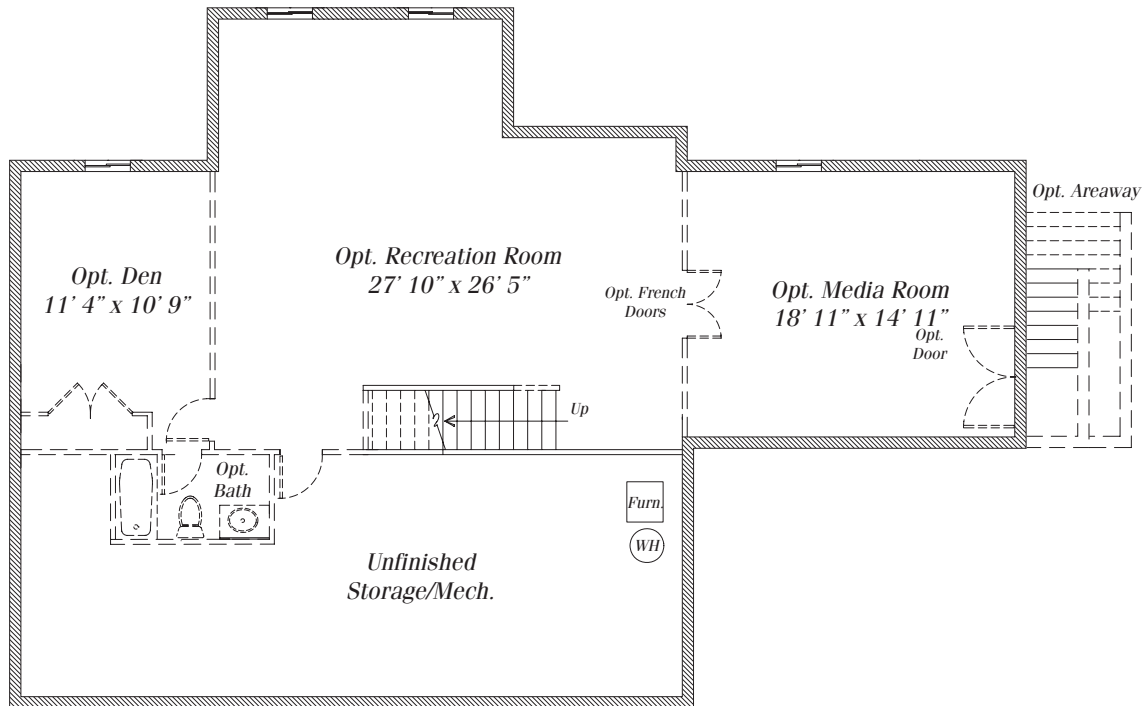 Opt. Areaway
Opt. Den
11’ 4” x 10’ 9”
Opt. Recreation Room
27’ 10” x 26’ 5”
Opt. French
Doors
Opt. Media Room
18’ 11” x 14’ 11”
Opt.
Door
Up
Opt.
Bath
Furn.
WH
Unfinished
Storage/Mech.